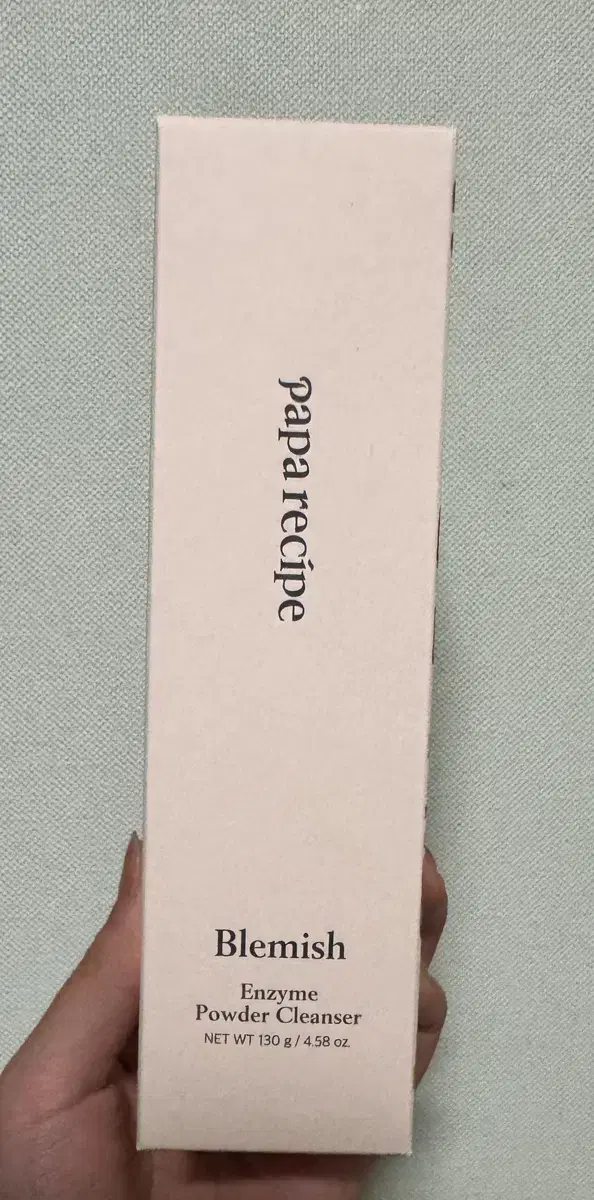 papa recipe
Blemish
Enzyme
Powder Cleanser
NET WT 130 g / 4.58 oz.